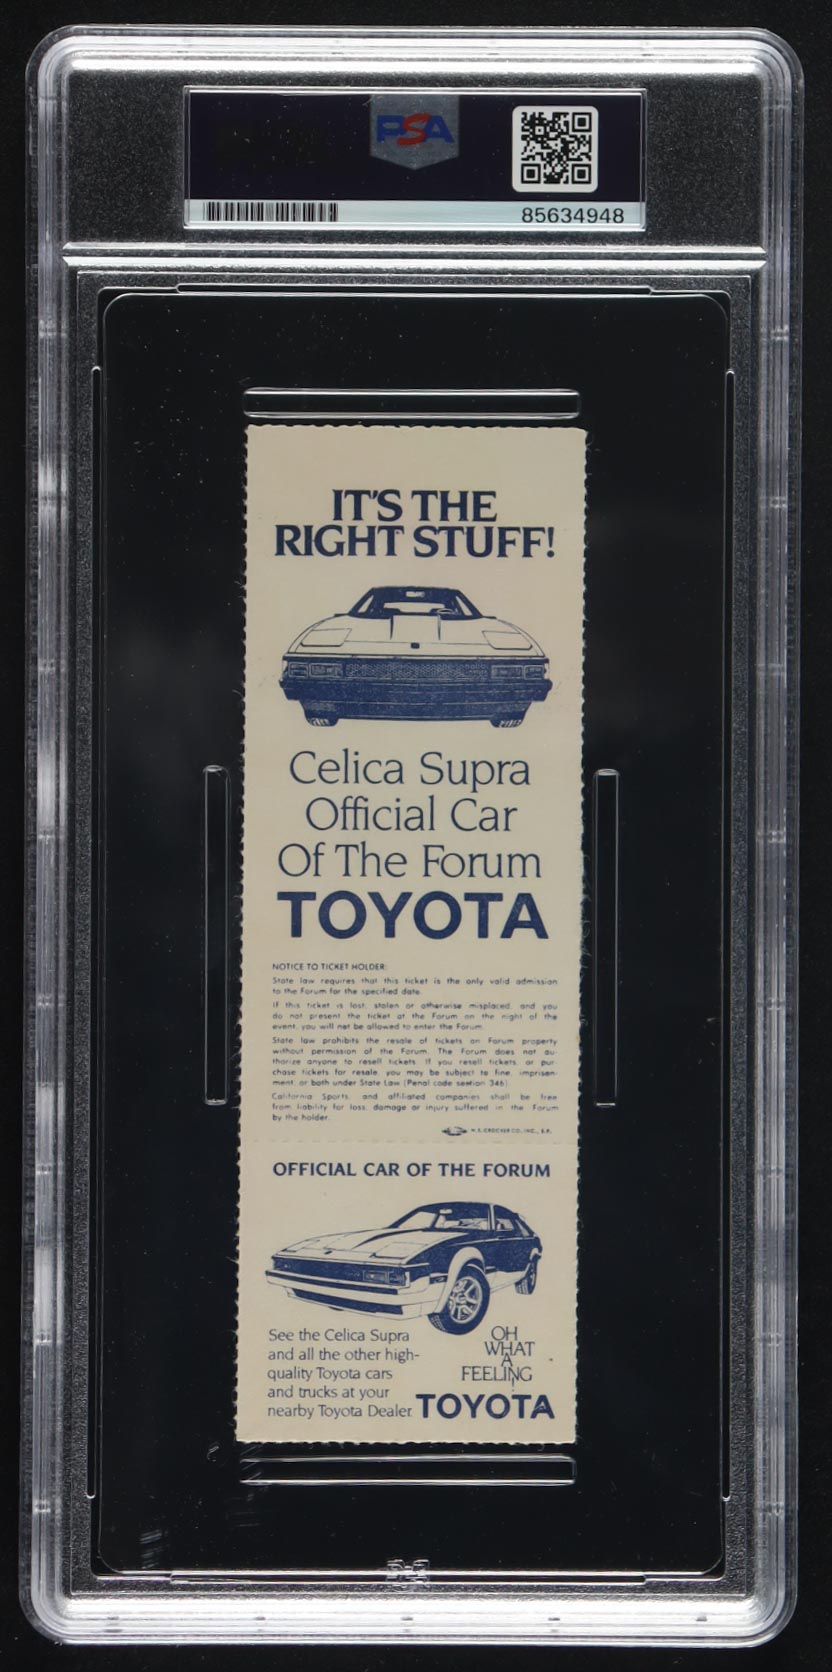 PSA
85634948
IT'S THE
RIGHT STUFF!
Celica Supra
Official Car
Of The Forum
TOYOTA
NOTICE TO TICKET HOLDER:
State law requires that this ticket is the only valid admission
to the Forum for the specified date.
If this ticket is lost, stolen or otherwise misplaced, and you
do not present the ticket at the Forum on the night of the
event, you will not be allowed to enter the Forum.
State law prohibits the resale of tickets on Forum property
without permission of the Forum. The Forum does not au-
thorize anyone to resell tickets. If you resell tickets or pur-
chase tickets for resale, you may be subject to fine, imprison-
ment, or both under State Law (Penal code section 346).
California Sports, and affiliated companies shall be free
from liability for loss, damage or injury suffered in the Forum
by the holder.
H.S. CROCKER CO., INC., S.F.
OFFICIAL CAR OF THE FORUM
See the Celica Supra
and all the other high-
quality Toyota cars
and trucks at your
nearby Toyota Dealer.
OH
WHAT
A
FEELING
!
TOYOTA